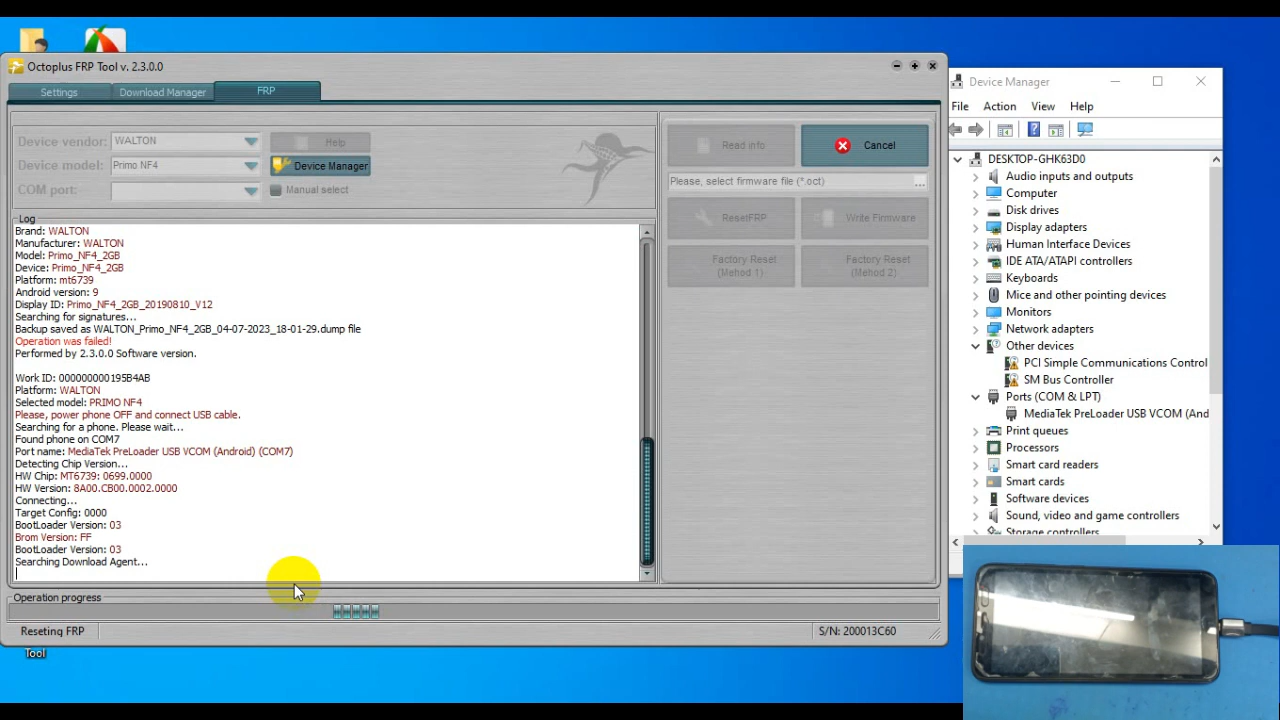 Octoplus FRP Tool v. 2.3.0.0
Settings
Download Manager
FRP
Device vendor:
WALTON
Help
Device model:
Primo NF4
Device Manager
COM port:
Manual select
Read info
Cancel
Please, select firmware file (*.oct)
...
ResetFRP
Write Firmware
Factory Reset
(Mehod 1)
Factory Reset
(Mehod 2)
Log
Brand: WALTON
Manufacturer: WALTON
Model: Primo_NF4_2GB
Device: Primo_NF4_2GB
Platform: mt6739
Android version: 9
Display ID: Primo_NF4_2GB_20190810_V12
Searching for signatures...
Backup saved as WALTON_Primo_NF4_2GB_04-07-2023_18-01-29.dump file
Operation was failed!
Performed by 2.3.0.0 Software version.
Work ID: 000000000195B4AB
Platform: WALTON
Selected model: PRIMO NF4
Please, power phone OFF and connect USB cable.
Searching for a phone. Please wait...
Found phone on COM7
Port name: MediaTek PreLoader USB VCOM (Android) (COM7)
Detecting Chip Version...
HW Chip: MT6739: 0699.0000
HW Version: 8A00.CB00.0002.0000
Connecting...
Target Config: 0000
BootLoader Version: 03
Brom Version: FF
BootLoader Version: 03
Searching Download Agent...
Operation progress
Reseting FRP
S/N: 200013C60
Tool
Device Manager
File
Action
View
Help
DESKTOP-GHK63D0
Audio inputs and outputs
Computer
Disk drives
Display adapters
Human Interface Devices
IDE ATA/ATAPI controllers
Keyboards
Mice and other pointing devices
Monitors
Network adapters
Other devices
PCI Simple Communications Control
SM Bus Controller
Ports (COM & LPT)
MediaTek PreLoader USB VCOM (And
Print queues
Processors
Smart card readers
Smart cards
Software devices
Sound, video and game controllers
Storage controllers